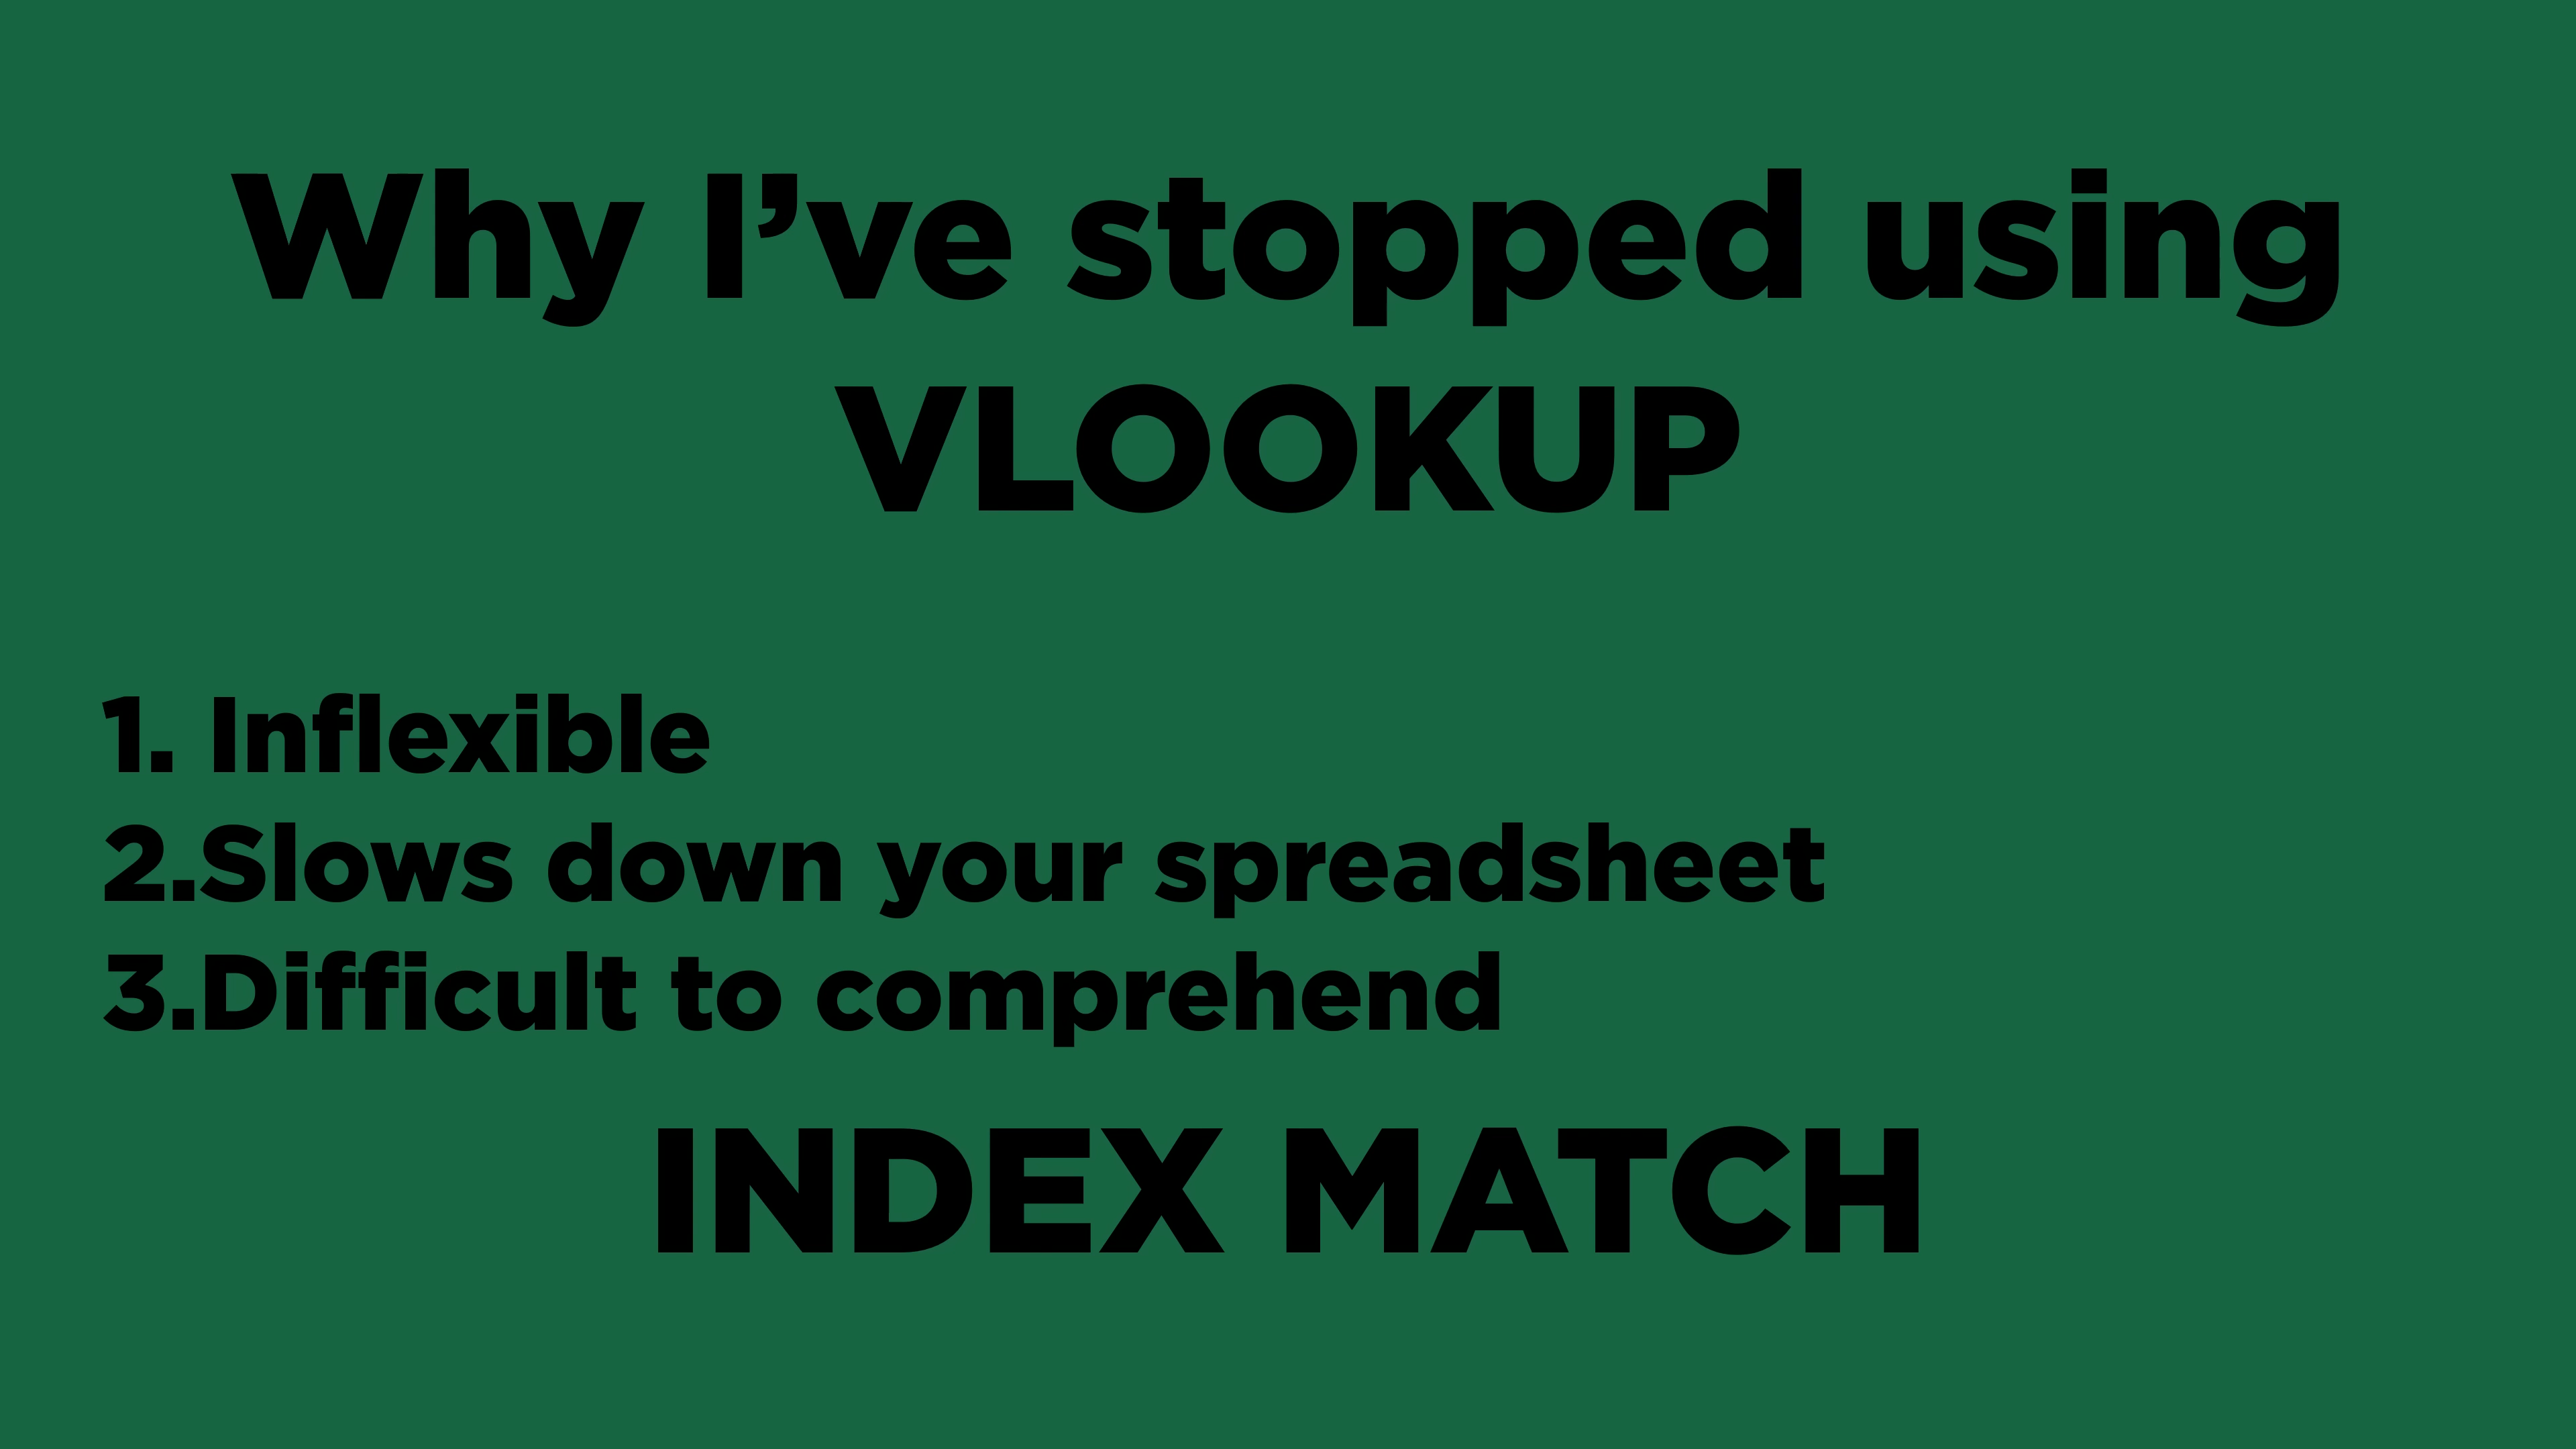 Why I’ve stopped using
VLOOKUP
1. Inflexible
2.Slows down your spreadsheet
3.Difficult to comprehend
INDEX MATCH